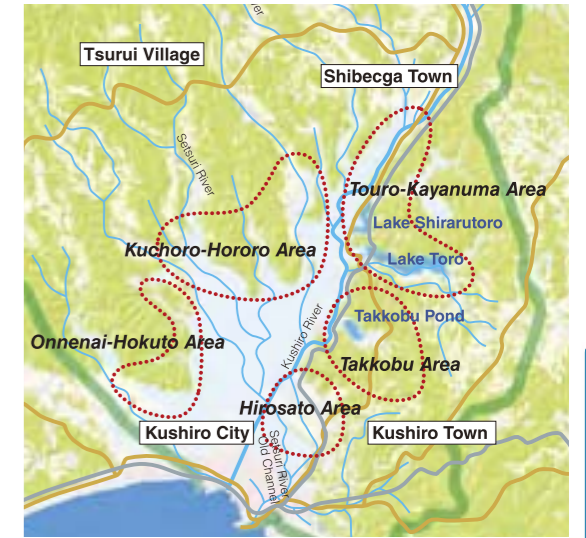 er
Tsurui Village
Shibecga Town
Setsuri River
Touro-Kayanuma Area
Lake Shirarutoro
Kuchoro-Hororo Area
Lake Toro
Kushiro River
Takkobu Pond
Onnenai-Hokuto Area
Takkobu Area
Hirosato Area
Kushiro City
Setsuri River
Old Channel
Kushiro Town